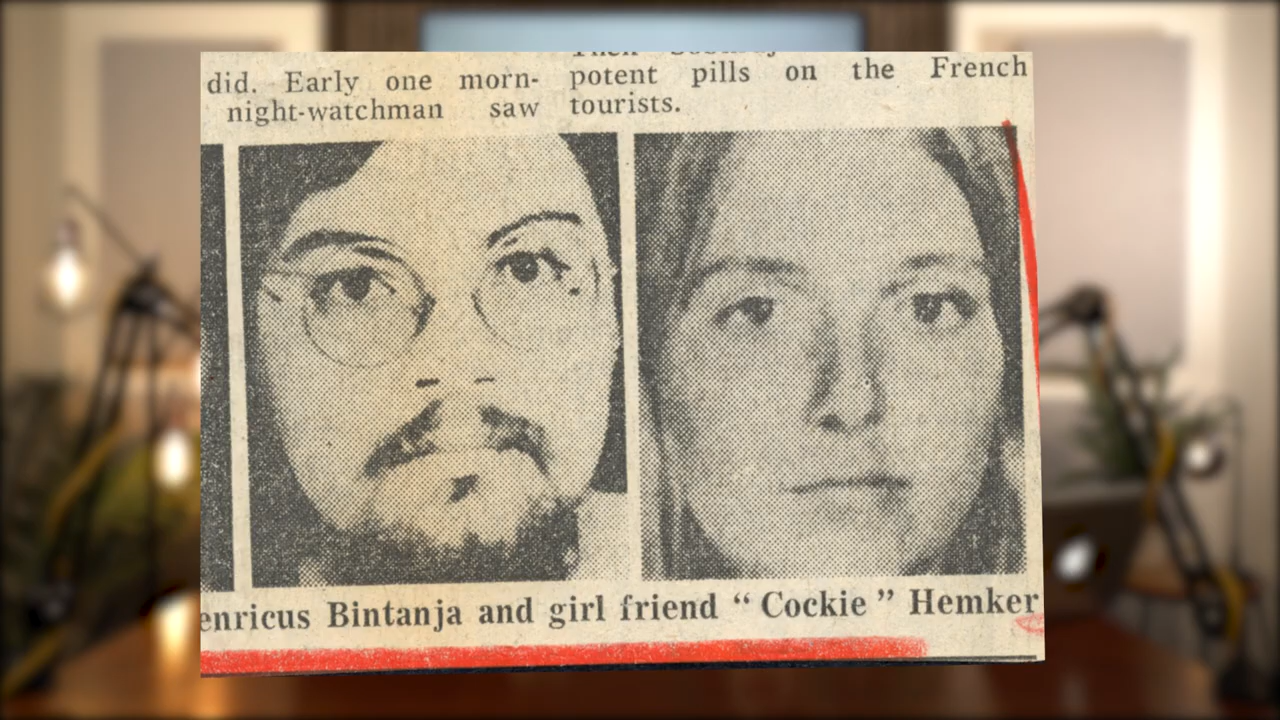 did. Early one morn-
night-watchman saw
potent pills on the French
tourists.
enricus Bintanja and girl friend “ Cockie ” Hemker